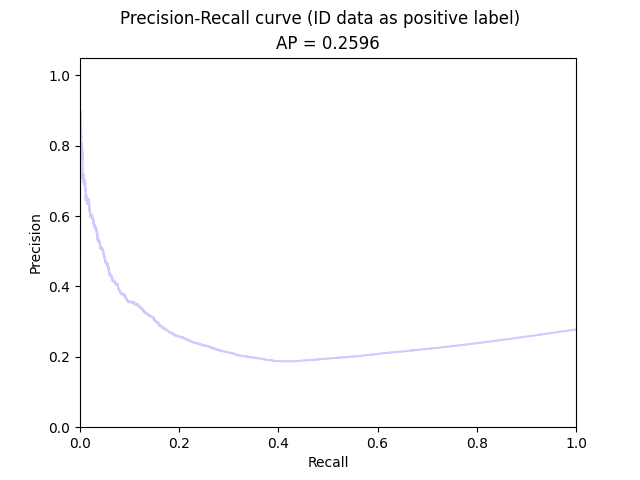 Precision-Recall curve (ID data as positive label)
AP = 0.2596
1.0
0.8
0.6
0.4
0.2
0.0
Precision
0.0 0.2 0.4 0.6 0.8 1.0
Recall